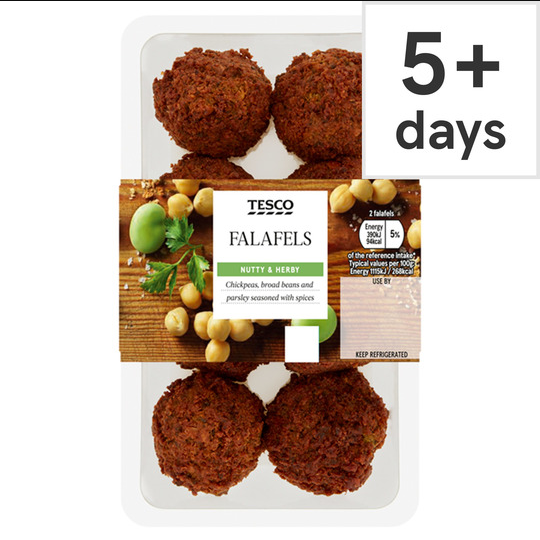 5+
days
TESCO
FALAFELS
NUTTY & HERBY
Chickpeas, broad beans and
parsley seasoned with spices
2 falafels
Energy
390kJ
94kcal
5%
of the reference intake*
Typical values per 100g:
Energy 1115kJ / 268kcal
USE BY
KEEP REFRIGERATED